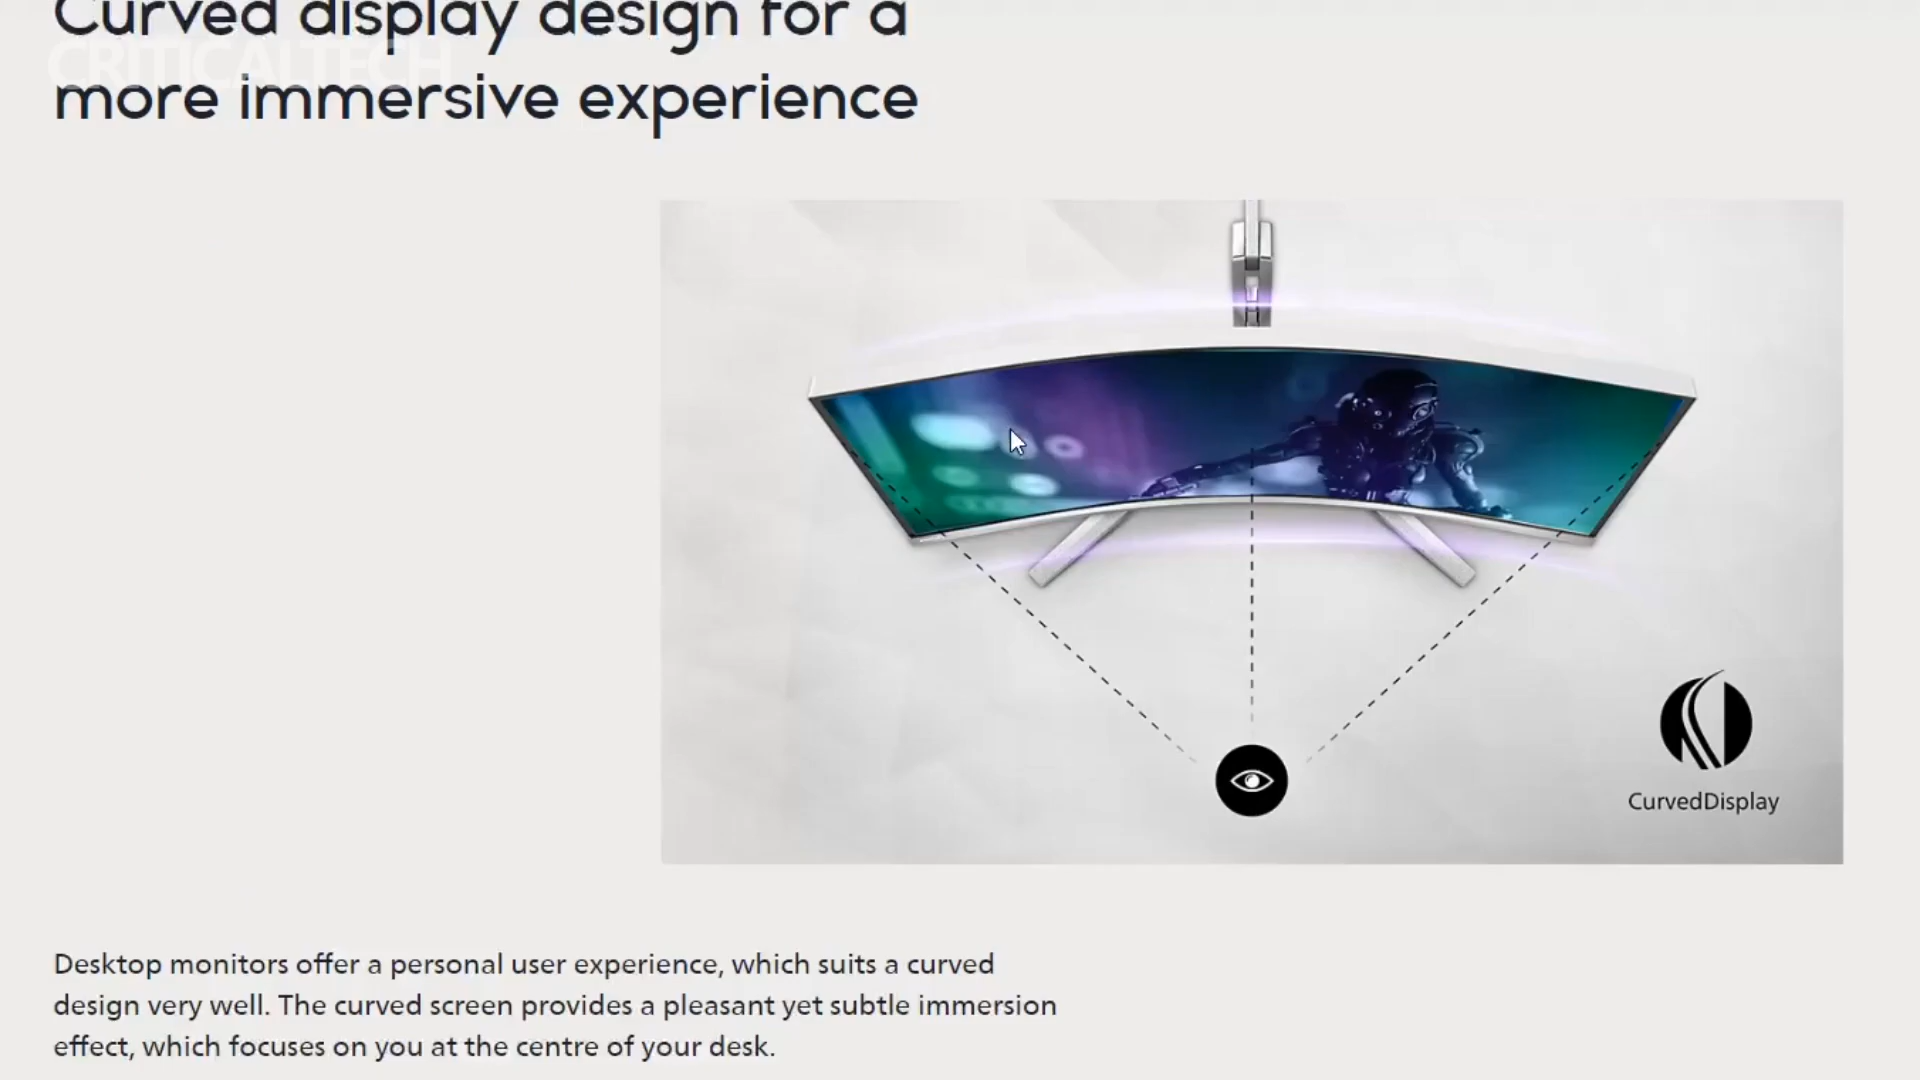 Curved display design for a
CRITICALTECH
more immersive experience
CurvedDisplay
Desktop monitors offer a personal user experience, which suits a curved
design very well. The curved screen provides a pleasant yet subtle immersion
effect, which focuses on you at the centre of your desk.